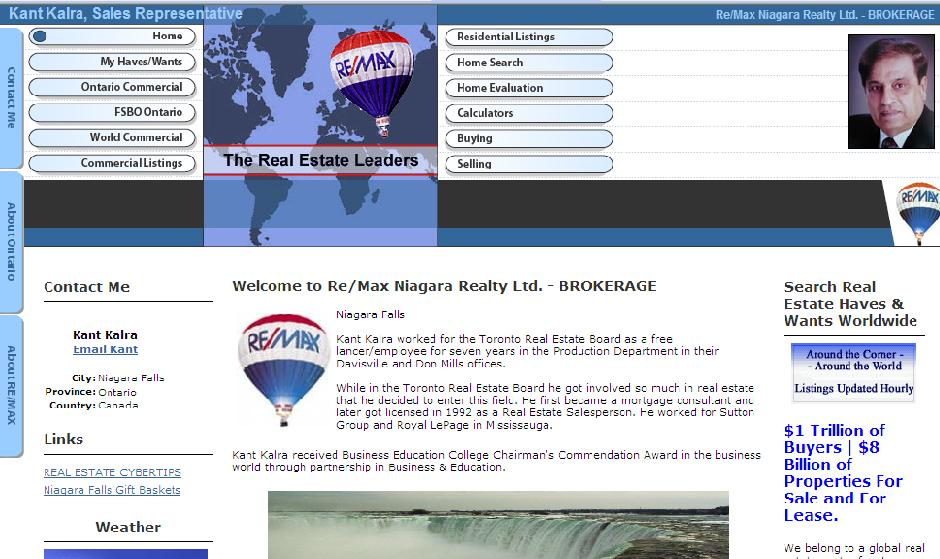 Kant Kalra, Sales Representative
Re/Max Niagara Realty Ltd. - BROKERAGE
Contact Me
About Ontario
About RE/MAX
Home
My Haves/Wants
Ontario Commercial
FSBOOntario
World Commercial
Commercial Listings
RE/MAX
The Real Estate Leaders
Residential Listings
Home Search
Home Evaluation
Calculators
Buying
Selling
RE/MAX
Contact Me
Kant Kalra
Email Kant
City: Niagara Falls
Province: Ontario
Country: Canada
Links
REAL ESTATE CYBERTIPS
Niagara Falls Gift Baskets
Weather
Welcome to Re/Max Niagara Realty Ltd. - BROKERAGE
RE/MAX
Niagara Falls
Kant Kalra worked for the Toronto Real Estate Board as a free
lancer/employee for seven years in the Production Department in their
Davisville and Don Mills offices.
While in the Toronto Real Estate Board he got involved so much in real estate
that he decided to enter this field. He first became a mortgage consultant and
later got licensed in 1992 as a Real Estate Salesperson. He worked for Sutton
Group and Royal LePage in Mississauga.
Kant Kalra received Business Education College Chairman's Commendation Award in the business
world through partnership in Business & Education.
Search Real
Estate Haves &
Wants Worldwide
Around the Corner -
- Around the World
Listings Updated Hourly
$1 Trillion of
Buyers | $8
Billion of
Properties For
Sale and For
Lease.
We belong to a global real